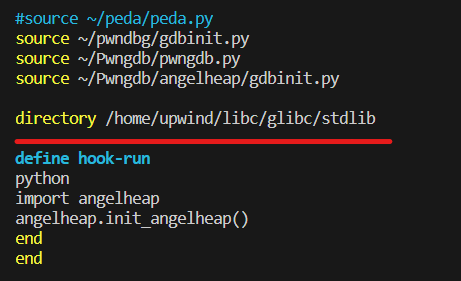 #source ~/peda/peda.py
source ~/pwndbg/gdbinit.py
source ~/Pwngdb/pwngdb.py
source ~/Pwngdb/angelheap/gdbinit.py
directory /home/upwind/libc/glibc/stdlib
define hook-run
python
import angelheap
angelheap.init_angelheap()
end
end